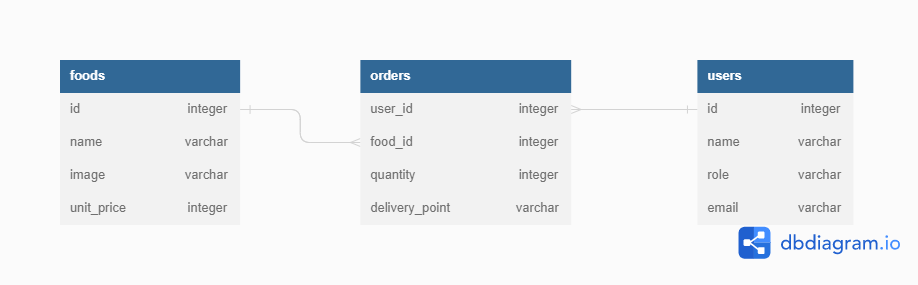 foods
id integer
name varchar
image varchar
unit_price integer
orders
user_id integer
food_id integer
quantity integer
delivery_point varchar
users
id integer
name varchar
role varchar
email varchar
dbdiagram.io